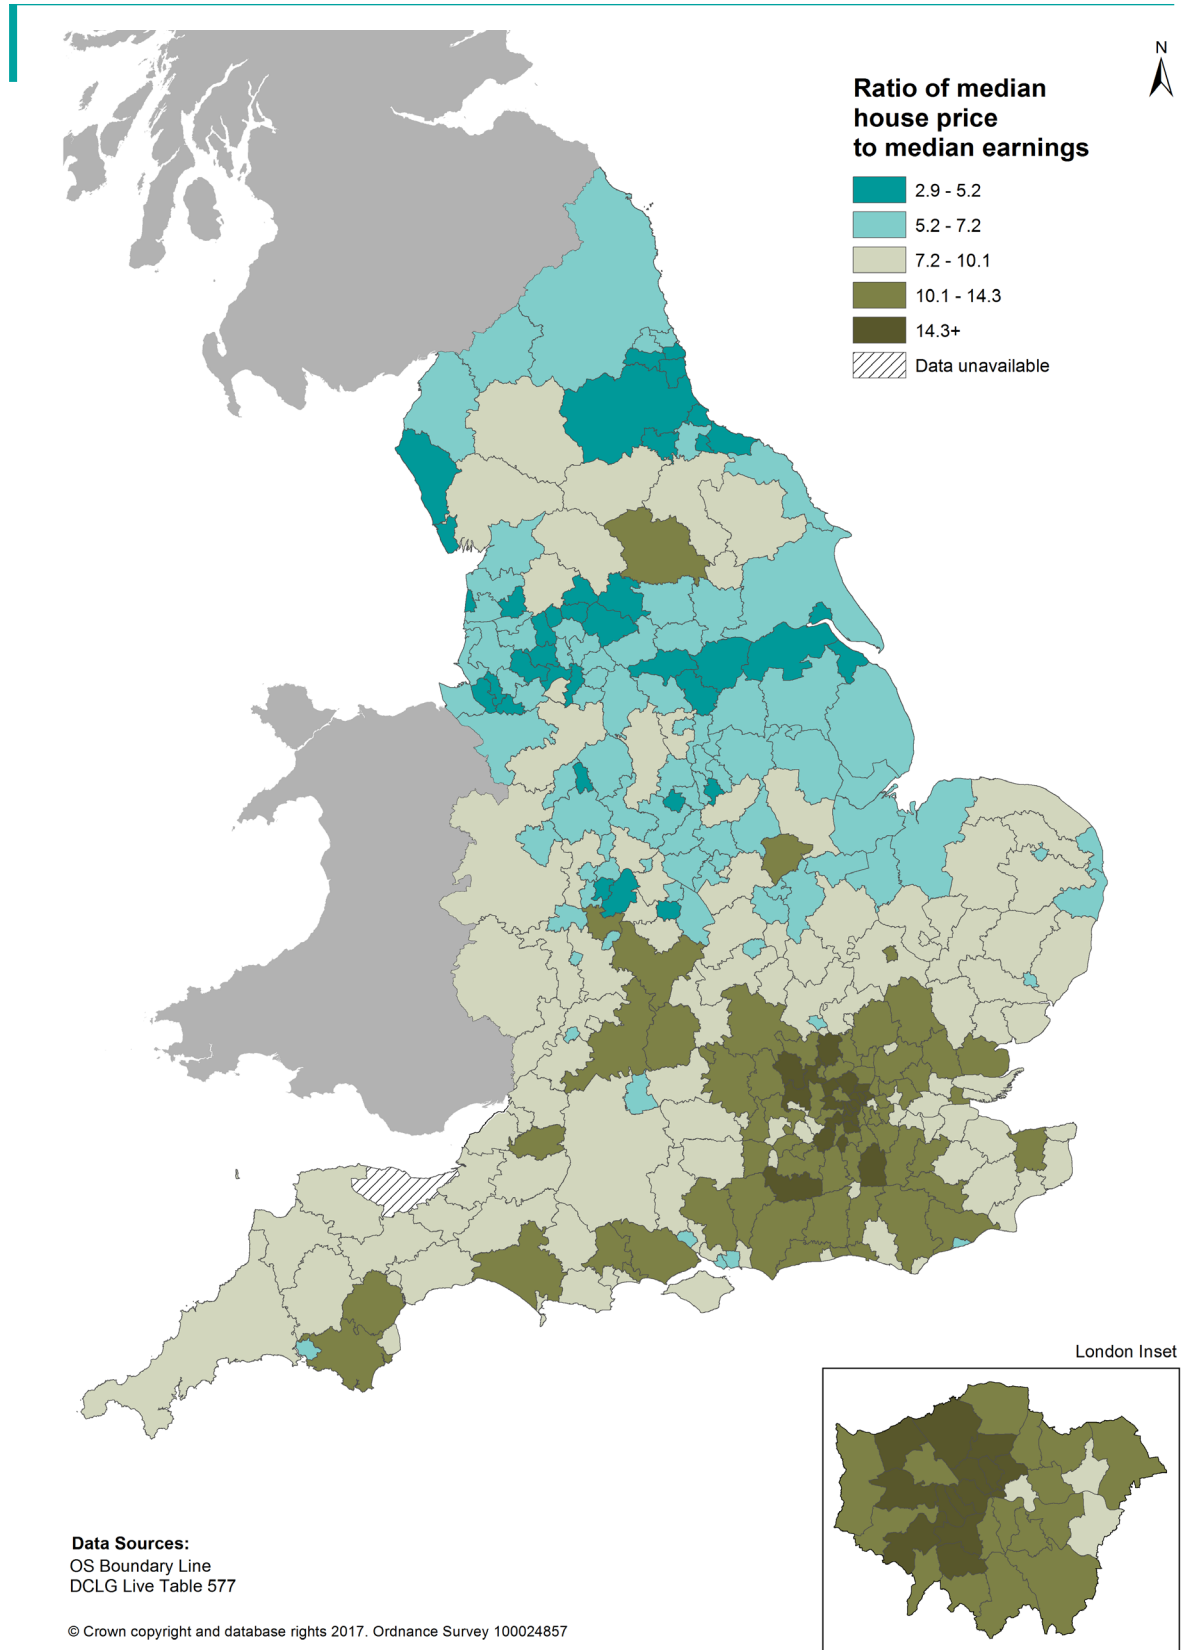 N
Ratio of median
house price
to median earnings
2.9 - 5.2
5.2 - 7.2
7.2 - 10.1
10.1 - 14.3
14.3+
Data unavailable
London Inset
Data Sources:
OS Boundary Line
DCLG Live Table 577
© Crown copyright and database rights 2017. Ordnance Survey 100024857